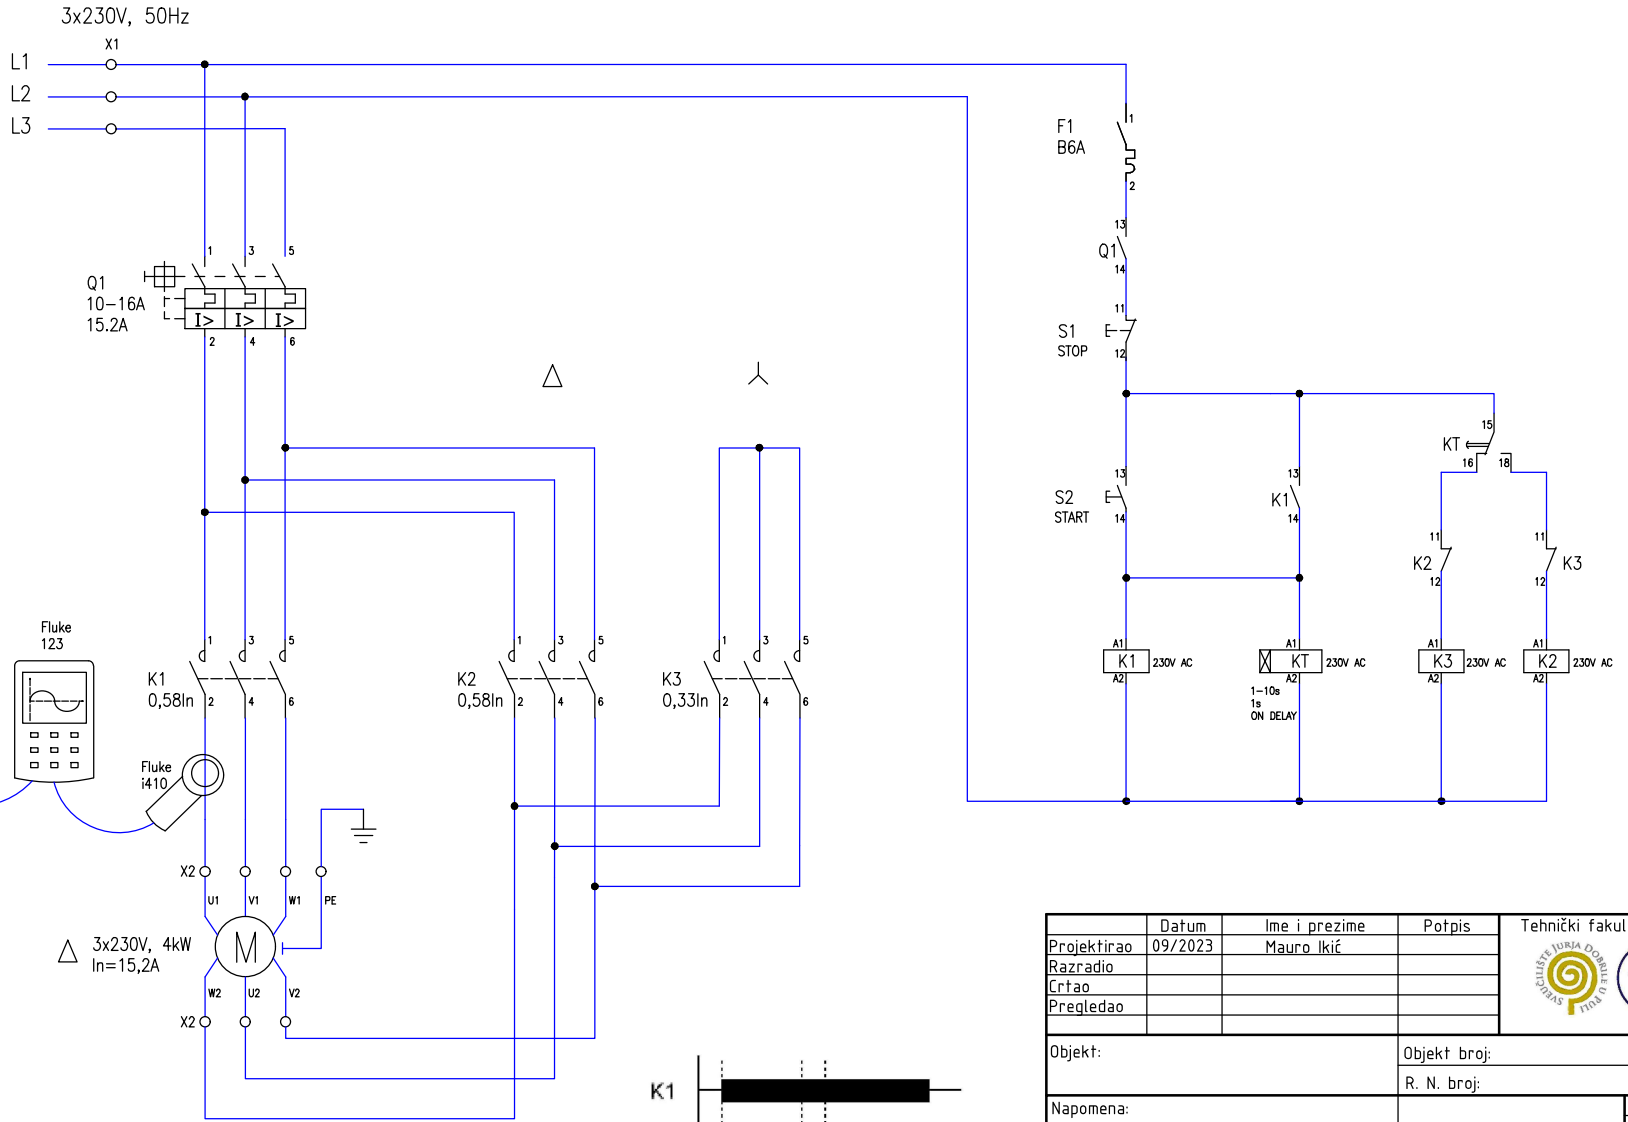 3x230V, 50Hz
X1
L1
L2
L3
F1
B6A
1
2
13
Q1
14
1 3 5
Q1
10-16A
15.2A
I> I> I>
2 4 6
11
S1
STOP
12
15
KT
16 18
13
S2
START
14
13
K1
14
11
K2
12
11
K3
12
Fluke
123
1 3 5
K1
0,58In
2 4 6
1 3 5
K2
0,58In
2 4 6
1 3 5
K3
0,33In
2 4 6
A1
K1 230V AC
A2
A1
KT 230V AC
A2
1-10s
1s
ON DELAY
A1
K3 230V AC
A2
A1
K2 230V AC
A2
Fluke
i410
X2
U1 V1 W1 PE
M
3x230V, 4kW
In=15,2A
W2 U2 V2
X2
K1
Datum Ime i prezime Potpis Tehnički fakul
Projektirao 09/2023 Mauro Ikić
Razradio
Crtao
Pregledao
SVEUČILIŠTE JURJA DOBRILE U PULI
Objekt: Objekt broj:
R. N. broj:
Napomena: